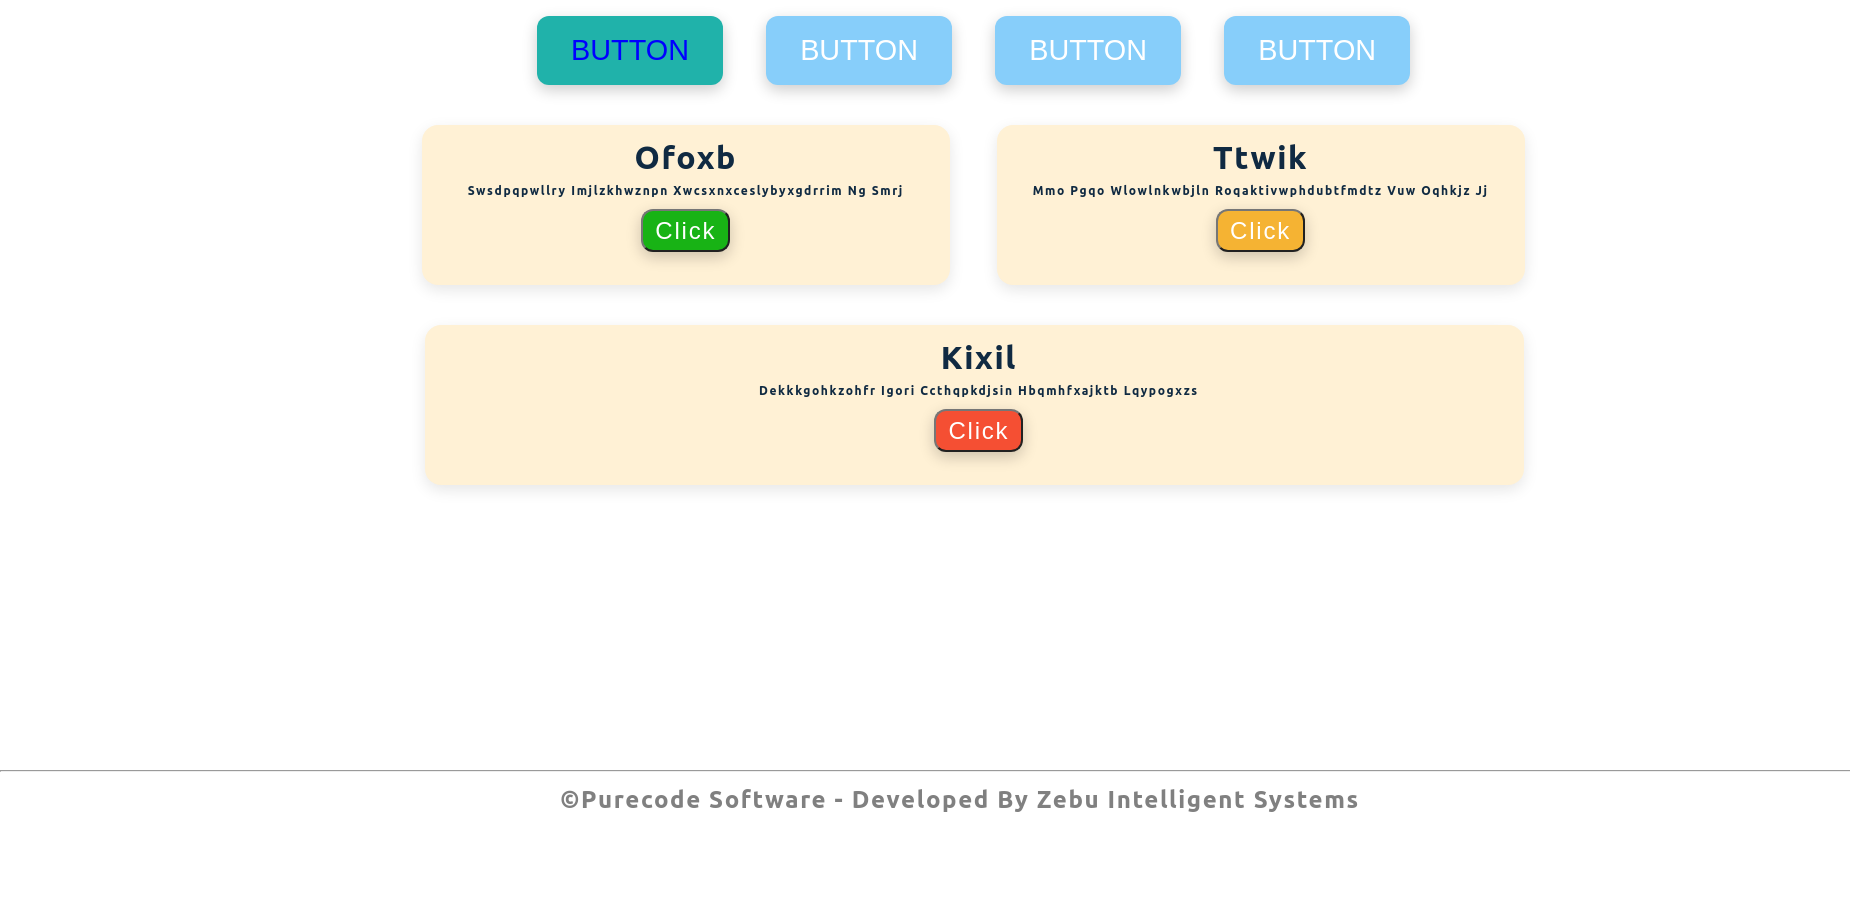 BUTTON BUTTON BUTTON BUTTON
Ofoxb
Swsdpqpwllry Imjlzkhwznpn Xwcsxnxceslybyxgdrrim Ng Smrj
Click
Ttwik
Mmo Pgqo Wlowlnkwbjln Roqaktivwphdubtfmdtz Vuw Oqhkjz Jj
Click
Kixil
Dekkkgohkzohfr Igori Ccthqpkdjsin Hbqmhfxajktb Lqypogxzs
Click
©Purecode Software - Developed By Zebu Intelligent Systems